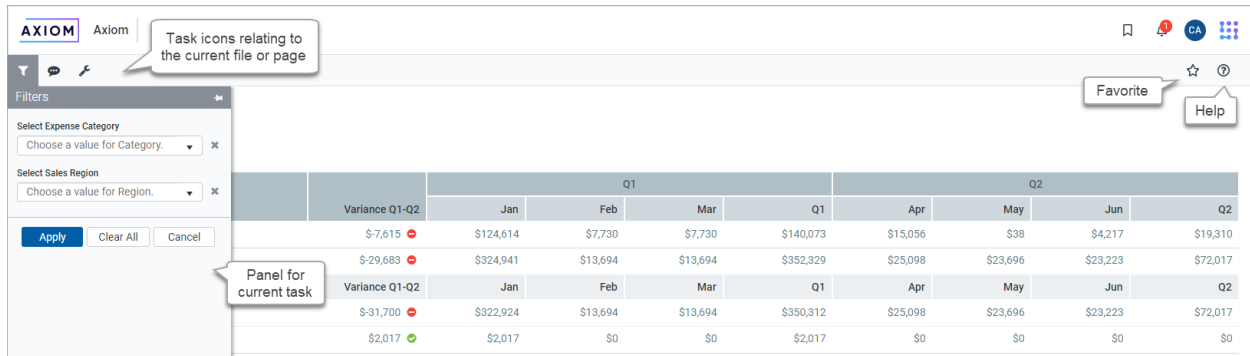 AXIOM Axiom
1
CA
Task icons relating to
the current file or page
Favorite
Help
Filters
Select Expense Category
Choose a value for Category.
Select Sales Region
Choose a value for Region.
Apply Clear All Cancel
Panel for
current task
Q1 Q2
Variance Q1-Q2 Jan Feb Mar Q1 Apr May Jun Q2
$-7,615 $124,614 $7,730 $7,730 $140,073 $15,056 $38 $4,217 $19,310
$-29,683 $324,941 $13,694 $13,694 $352,329 $25,098 $23,696 $23,223 $72,017
Variance Q1-Q2 Jan Feb Mar Q1 Apr May Jun Q2
$-31,700 $322,924 $13,694 $13,694 $350,312 $25,098 $23,696 $23,223 $72,017
$2,017 $2,017 $0 $0 $2,017 $0 $0 $0 $0